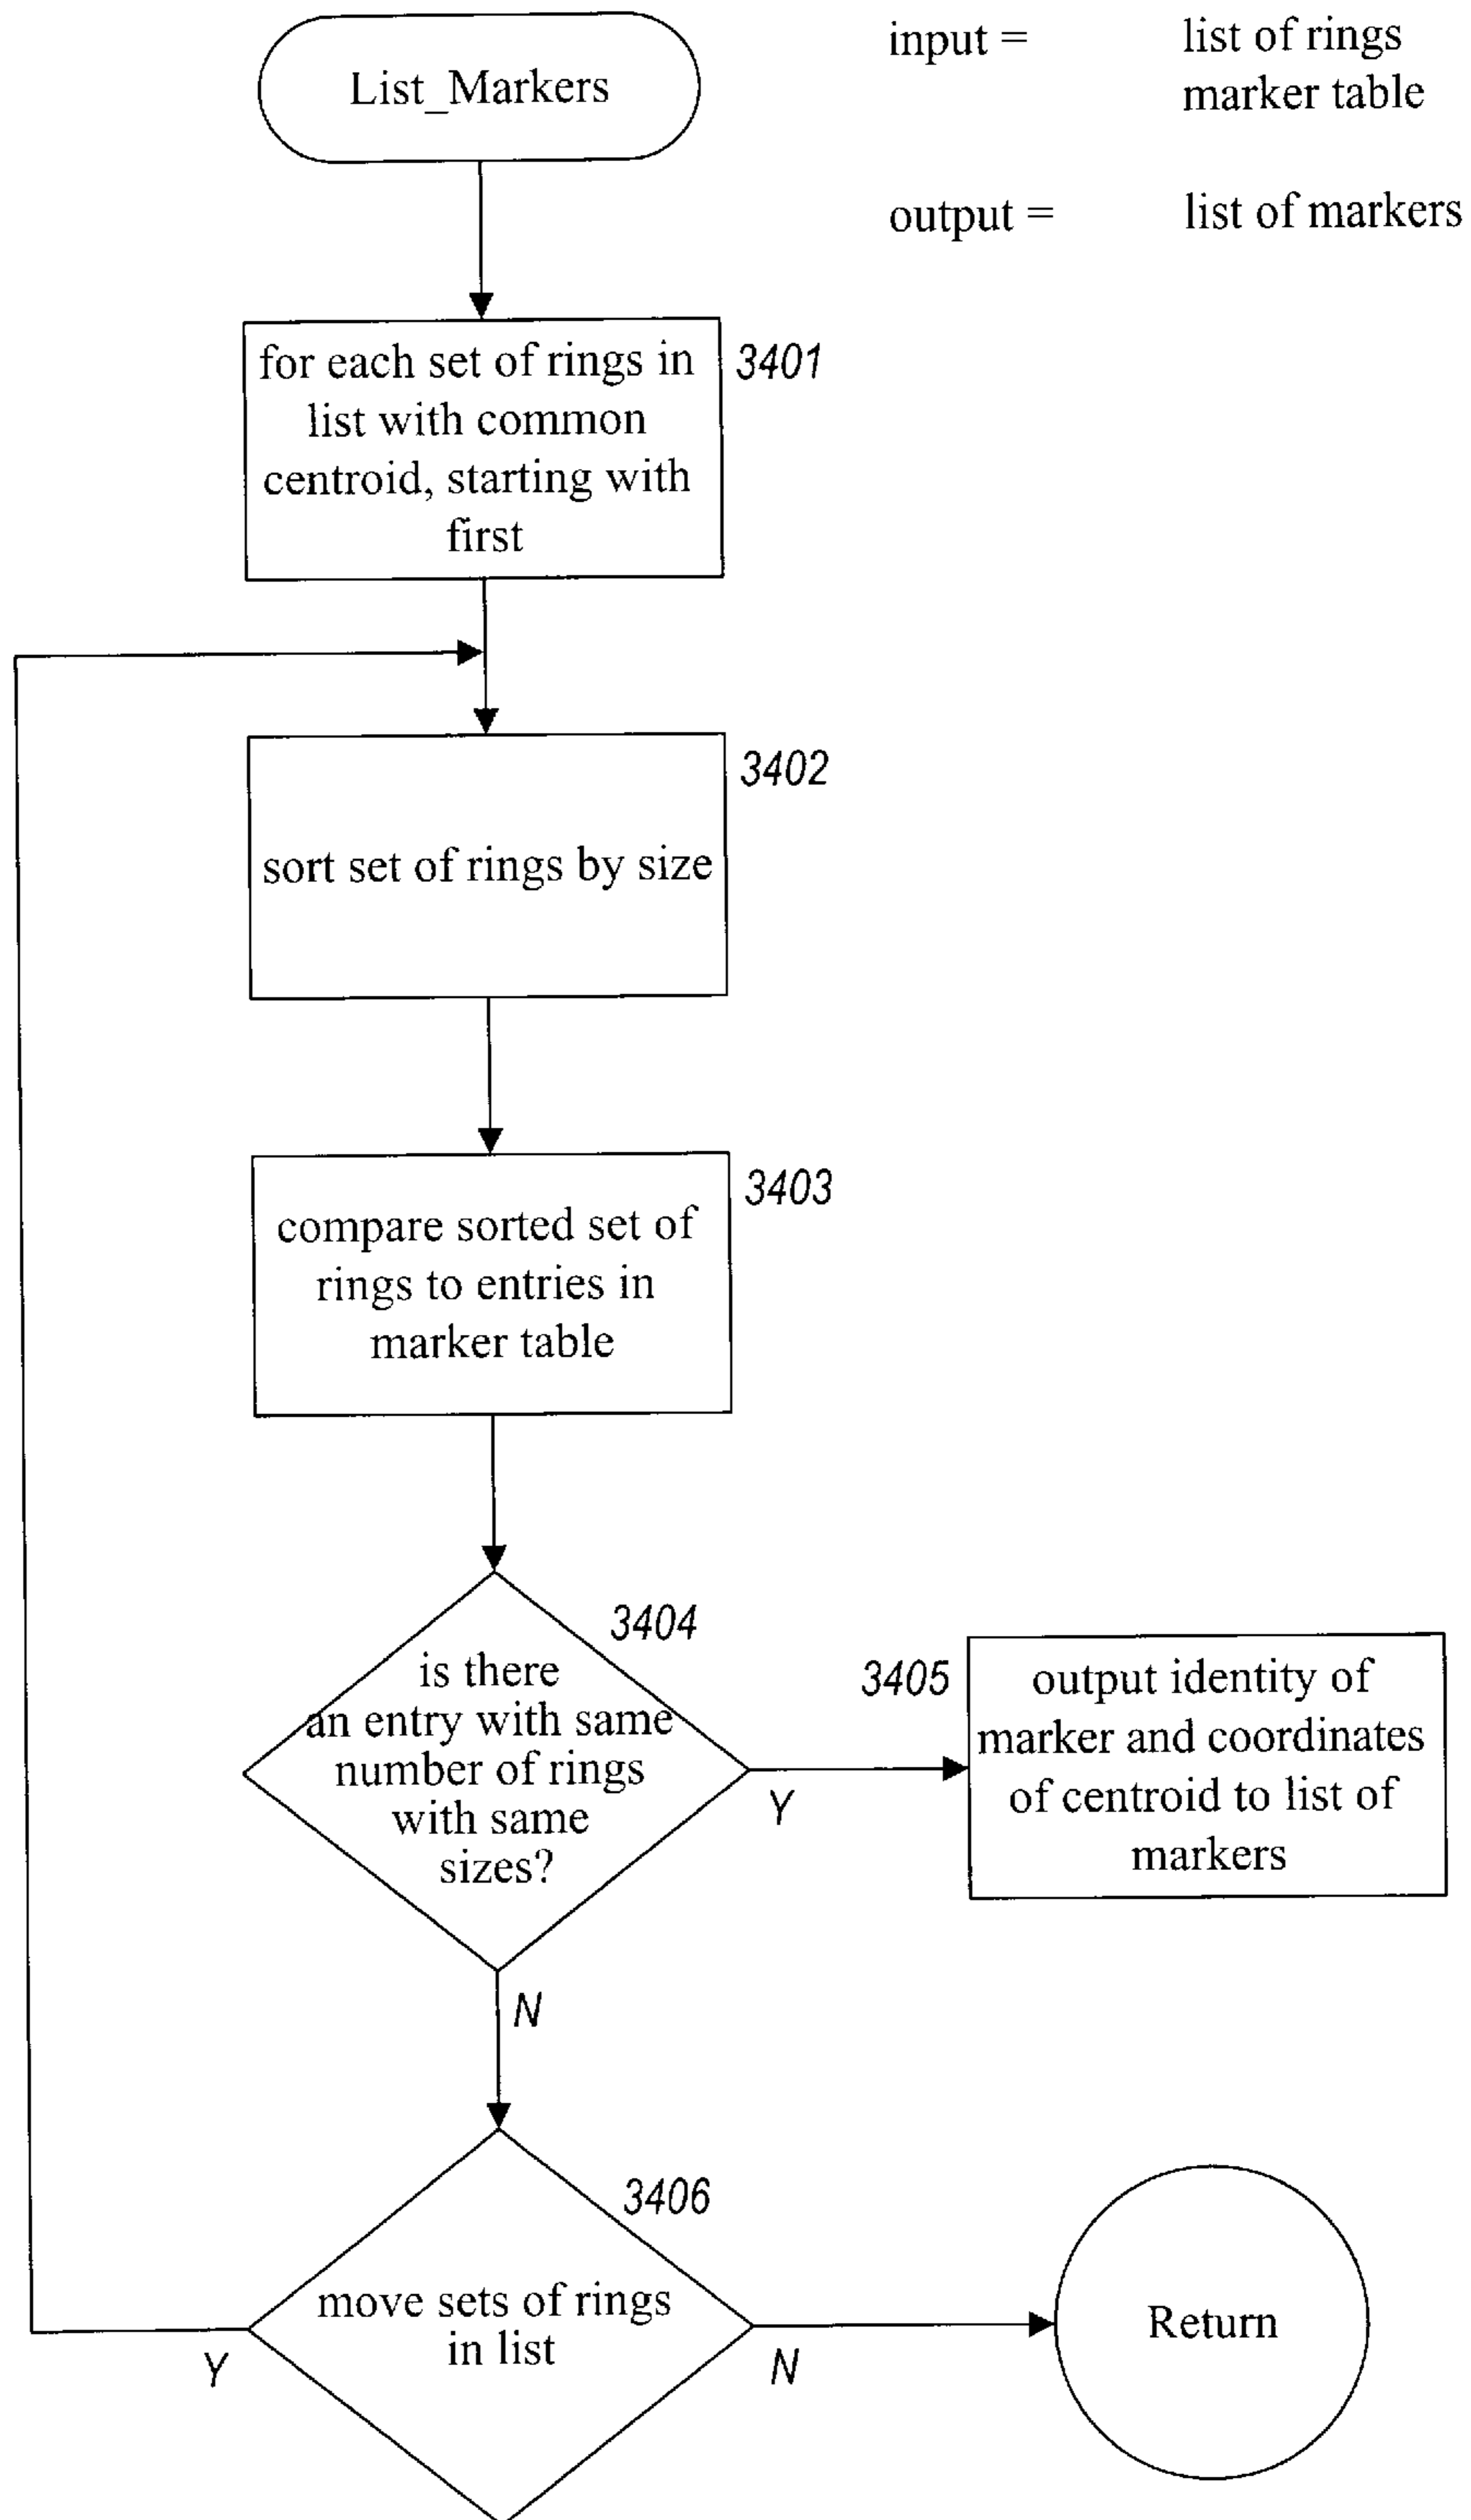 List_Markers
input = list of rings
marker table
output = list of markers
for each set of rings in
list with common
centroid, starting with
first
3401
3402
sort set of rings by size
3403
compare sorted set of
rings to entries in
marker table
3404
is there
an entry with same
number of rings
with same
sizes?
Y
3405
output identity of
marker and coordinates
of centroid to list of
markers
N
3406
move sets of rings
in list
Y
N
Return